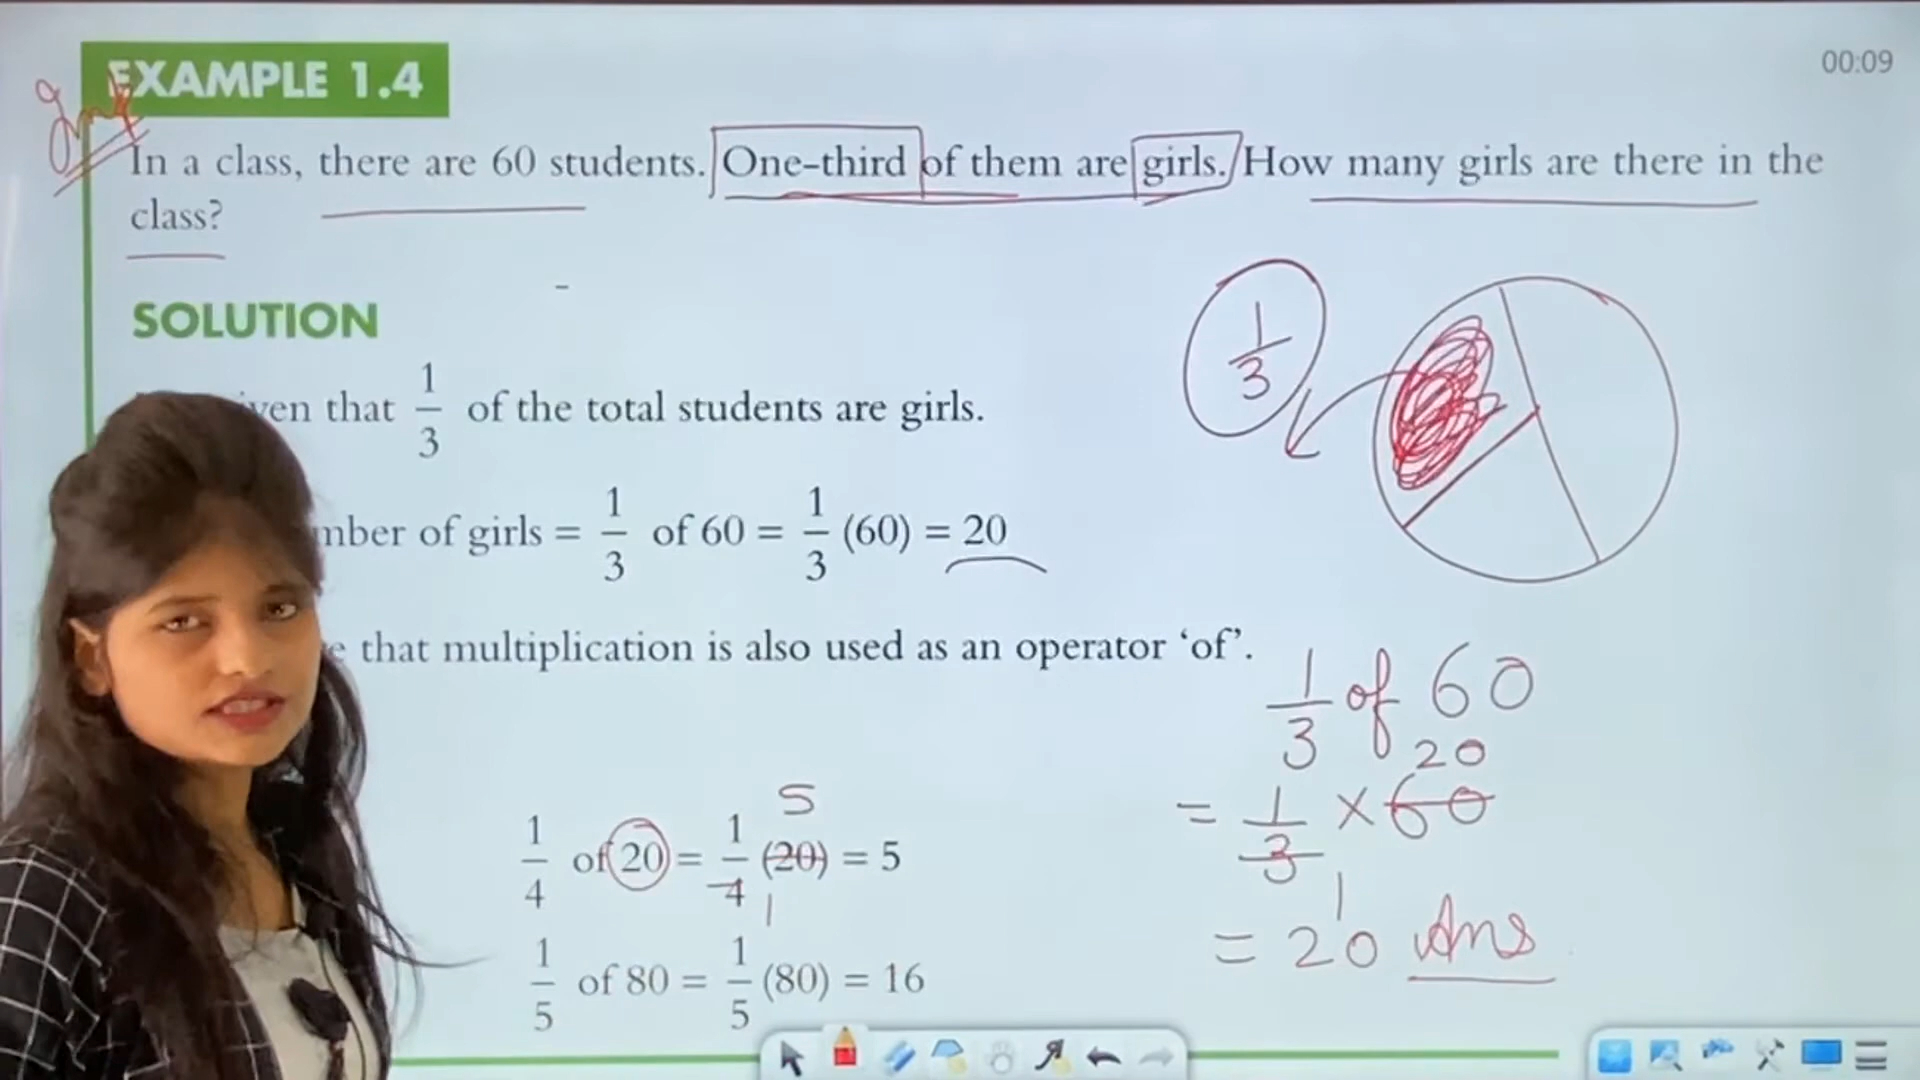 EXAMPLE 1.4
00:09
Imp
In a class, there are 60 students. One-third of them are girls. How many girls are there in the
class?
SOLUTION
1/3
ven that 1/3 of the total students are girls.
mber of girls = 1/3 of 60 = 1/3 (60) = 20
e that multiplication is also used as an operator ‘of’.
1/3 of 60
20
= 1/3 × 60
1
= 20 Ans
5
1/4 of 20 = 1/4 (20) = 5
1
1/5 of 80 = 1/5 (80) = 16